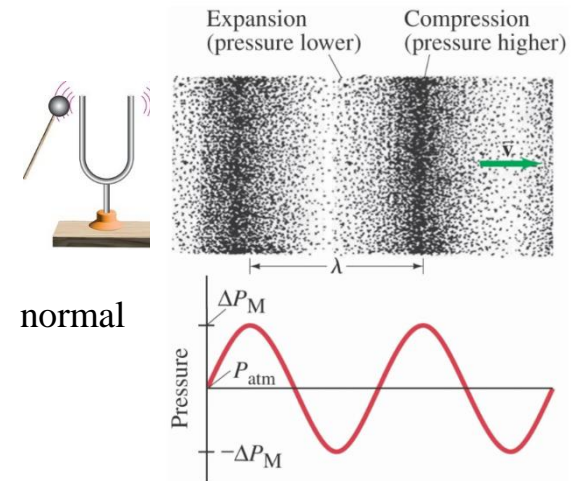 Expansion
(pressure lower)
Compression
(pressure higher)
v
λ
normal
ΔP_M
P_atm
−ΔP_M
Pressure